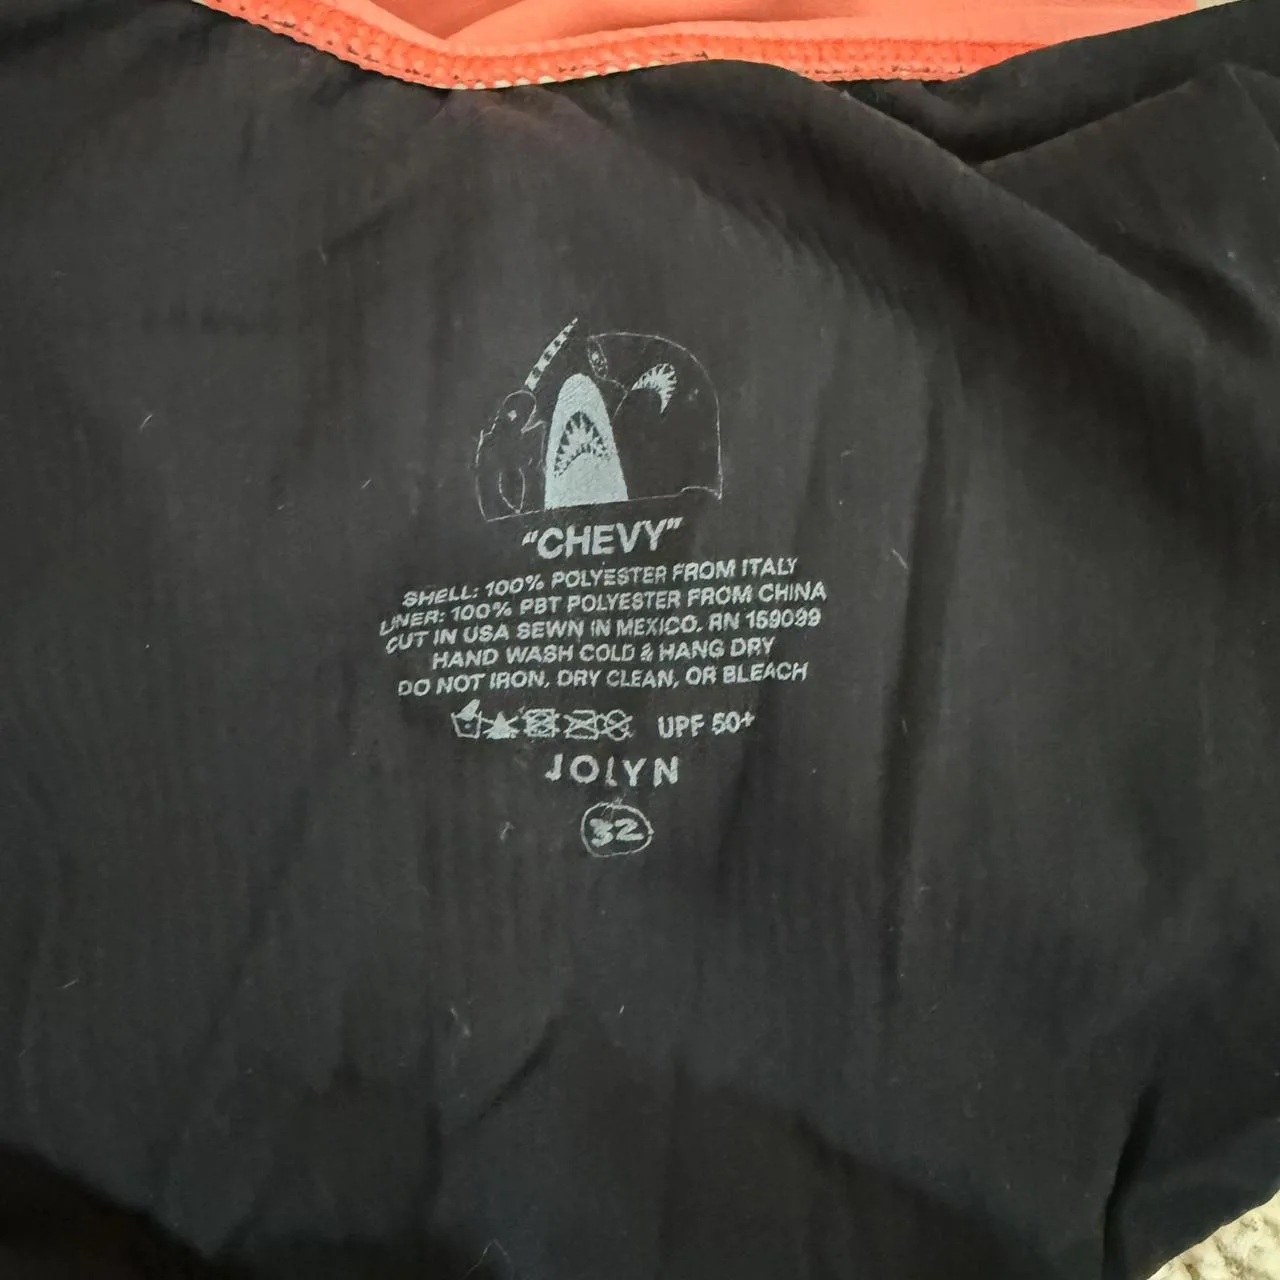 “CHEVY”
SHELL: 100% POLYESTER FROM ITALY
LINER: 100% PBT POLYESTER FROM CHINA
CUT IN USA SEWN IN MEXICO. RN 159099
HAND WASH COLD & HANG DRY
DO NOT IRON, DRY CLEAN, OR BLEACH
UPF 50+
JOLYN
32